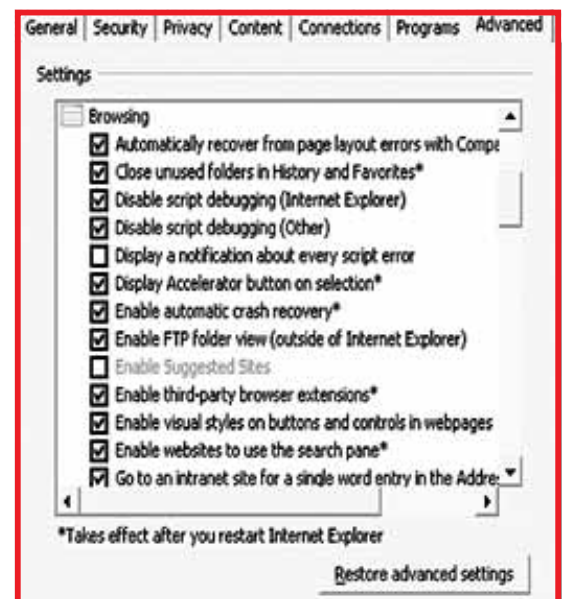 General Security Privacy Content Connections Programs Advanced
Settings
Browsing
Automatically recover from page layout errors with Compa
Close unused folders in History and Favorites*
Disable script debugging (Internet Explorer)
Disable script debugging (Other)
Display a notification about every script error
Display Accelerator button on selection*
Enable automatic crash recovery*
Enable FTP folder view (outside of Internet Explorer)
Enable Suggested Sites
Enable third-party browser extensions*
Enable visual styles on buttons and controls in webpages
Enable websites to use the search pane*
Go to an intranet site for a single word entry in the Addre
*Takes effect after you restart Internet Explorer
Restore advanced settings